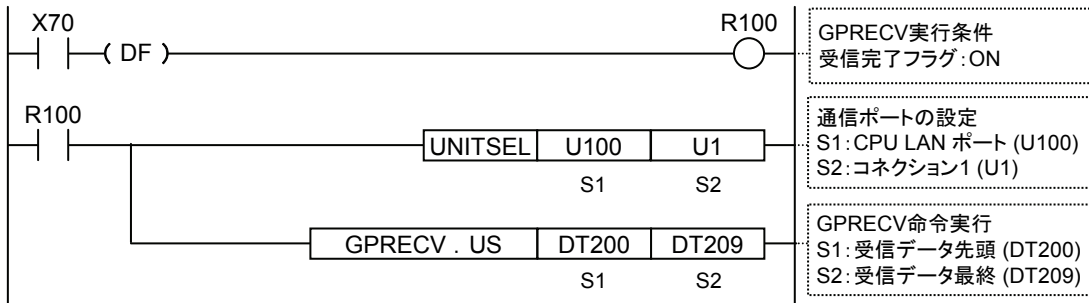 X70
( DF )
R100
GPRECV実行条件
受信完了フラグ:ON
R100
UNITSEL U100 U1
S1 S2
通信ポートの設定
S1:CPU LAN ポート (U100)
S2:コネクション1 (U1)
GPRECV . US DT200 DT209
S1 S2
GPRECV命令実行
S1:受信データ先頭 (DT200)
S2:受信データ最終 (DT209)